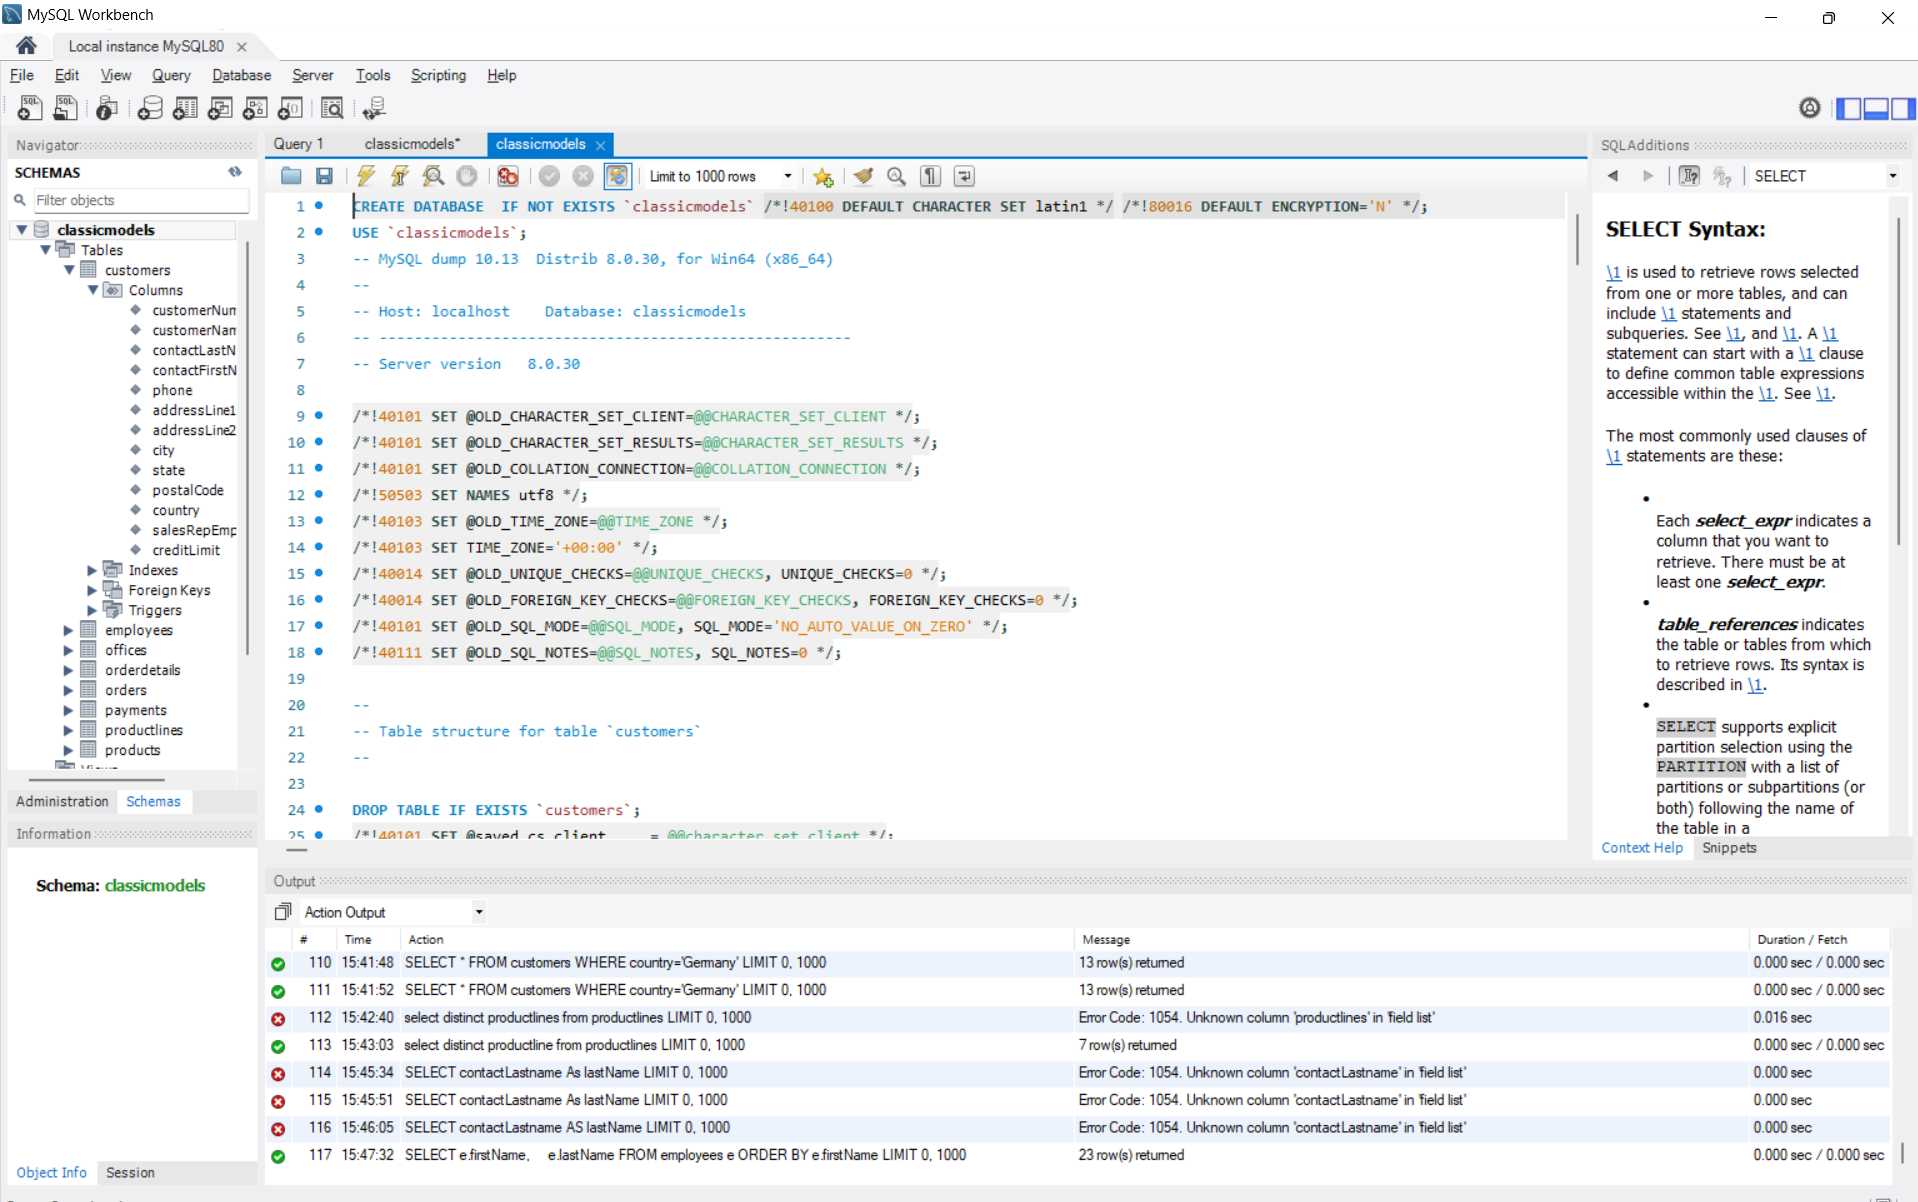 MySQL Workbench
Local instance MySQL80
File Edit View Query Database Server Tools Scripting Help
Navigator
SCHEMAS
Filter objects
classicmodels
Tables
customers
Columns
customerNum
customerNam
contactLastN
contactFirstN
phone
addressLine1
addressLine2
city
state
postalCode
country
salesRepEmp
creditLimit
Indexes
Foreign Keys
Triggers
employees
offices
orderdetails
orders
payments
productlines
products
Views
Administration Schemas
Information
Schema: classicmodels
Object Info Session
Query 1 classicmodels* classicmodels
Limit to 1000 rows
1 CREATE DATABASE  IF NOT EXISTS `classicmodels` /*!40100 DEFAULT CHARACTER SET latin1 */ /*!80016 DEFAULT ENCRYPTION='N' */;
2 USE `classicmodels`;
3 -- MySQL dump 10.13  Distrib 8.0.30, for Win64 (x86_64)
4 --
5 -- Host: localhost    Database: classicmodels
6 -- ------------------------------------------------------
7 -- Server version   8.0.30
8
9 /*!40101 SET @OLD_CHARACTER_SET_CLIENT=@@CHARACTER_SET_CLIENT */;
10 /*!40101 SET @OLD_CHARACTER_SET_RESULTS=@@CHARACTER_SET_RESULTS */;
11 /*!40101 SET @OLD_COLLATION_CONNECTION=@@COLLATION_CONNECTION */;
12 /*!50503 SET NAMES utf8 */;
13 /*!40103 SET @OLD_TIME_ZONE=@@TIME_ZONE */;
14 /*!40103 SET TIME_ZONE='+00:00' */;
15 /*!40014 SET @OLD_UNIQUE_CHECKS=@@UNIQUE_CHECKS, UNIQUE_CHECKS=0 */;
16 /*!40014 SET @OLD_FOREIGN_KEY_CHECKS=@@FOREIGN_KEY_CHECKS, FOREIGN_KEY_CHECKS=0 */;
17 /*!40101 SET @OLD_SQL_MODE=@@SQL_MODE, SQL_MODE='NO_AUTO_VALUE_ON_ZERO' */;
18 /*!40111 SET @OLD_SQL_NOTES=@@SQL_NOTES, SQL_NOTES=0 */;
19
20 --
21 -- Table structure for table `customers`
22 --
23
24 DROP TABLE IF EXISTS `customers`;
25 /*!40101 SET @saved_cs_client     = @@character_set_client */;
SQLAdditions
SELECT
SELECT Syntax:
\1 is used to retrieve rows selected
from one or more tables, and can
include \1 statements and
subqueries. See \1, and \1. A \1
statement can start with a \1 clause
to define common table expressions
accessible within the \1. See \1.
The most commonly used clauses of
\1 statements are these:
Each select_expr indicates a
column that you want to
retrieve. There must be at
least one select_expr.
table_references indicates
the table or tables from which
to retrieve rows. Its syntax is
described in \1.
SELECT supports explicit
partition selection using the
PARTITION with a list of
partitions or subpartitions (or
both) following the name of
the table in a
Context Help Snippets
Output
Action Output
# Time Action Message Duration / Fetch
110 15:41:48 SELECT * FROM customers WHERE country='Germany' LIMIT 0, 1000 13 row(s) returned 0.000 sec / 0.000 sec
111 15:41:52 SELECT * FROM customers WHERE country='Germany' LIMIT 0, 1000 13 row(s) returned 0.000 sec / 0.000 sec
112 15:42:40 select distinct productlines from productlines LIMIT 0, 1000 Error Code: 1054. Unknown column 'productlines' in 'field list' 0.016 sec
113 15:43:03 select distinct productline from productlines LIMIT 0, 1000 7 row(s) returned 0.000 sec / 0.000 sec
114 15:45:34 SELECT contactLastname As lastName LIMIT 0, 1000 Error Code: 1054. Unknown column 'contactLastname' in 'field list' 0.000 sec
115 15:45:51 SELECT contactLastname As lastName LIMIT 0, 1000 Error Code: 1054. Unknown column 'contactLastname' in 'field list' 0.000 sec
116 15:46:05 SELECT contactLastname AS lastName LIMIT 0, 1000 Error Code: 1054. Unknown column 'contactLastname' in 'field list' 0.000 sec
117 15:47:32 SELECT e.firstName,     e.lastName FROM employees e ORDER BY e.firstName LIMIT 0, 1000 23 row(s) returned 0.000 sec / 0.000 sec